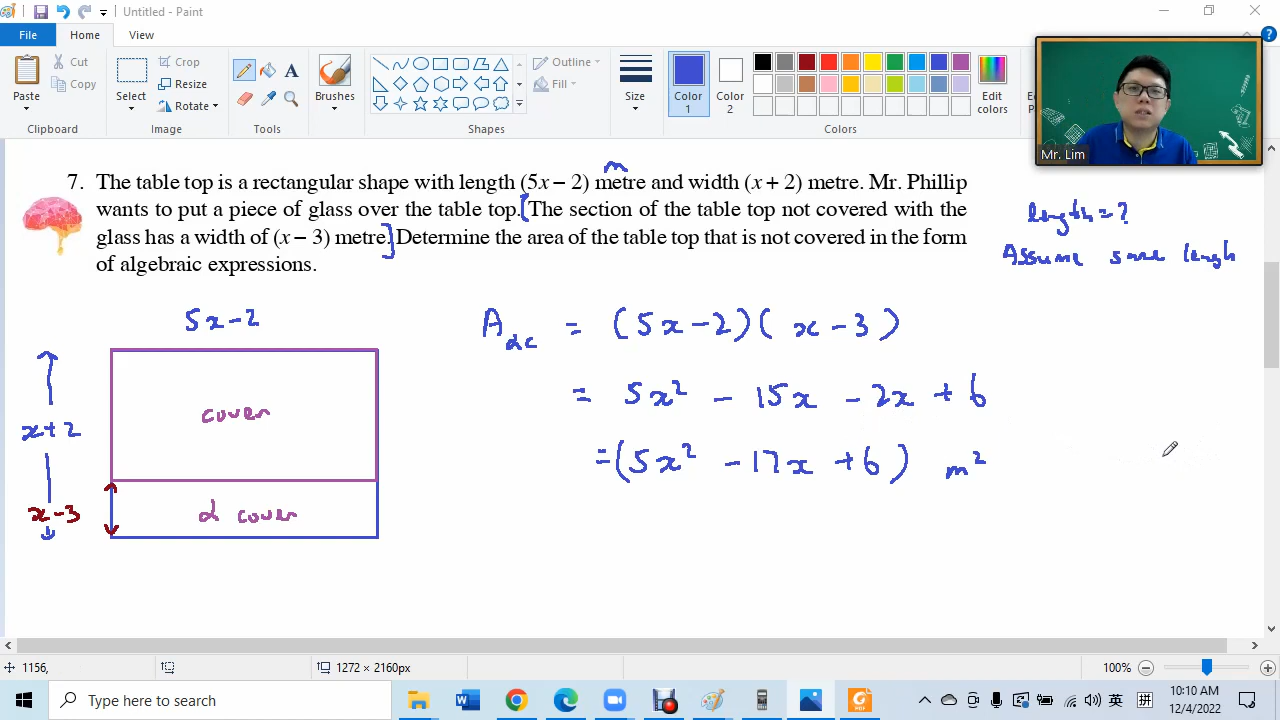 Untitled - Paint
File Home View
Paste Cut Copy Clipboard
Select Crop Resize Rotate Image
Tools
Brushes
Outline Fill Shapes
Size
Color 1 Color 2 Edit colors Colors
Mr. Lim
m
7. The table top is a rectangular shape with length (5x − 2) metre and width (x + 2) metre. Mr. Phillip
wants to put a piece of glass over the table top. [The section of the table top not covered with the
glass has a width of (x − 3) metre.] Determine the area of the table top that is not covered in the form
of algebraic expressions.
length = ?
Assume same lengh
5x-2
cover
x+2
x-3
2 cover
= (5x-2)(x-3)
= 5x² - 15x - 2x + 6
=(5x² -17x +6) m²
1156,
1272 × 2160px
100%
Type here to search
英 拼
10:10 AM
12/4/2022